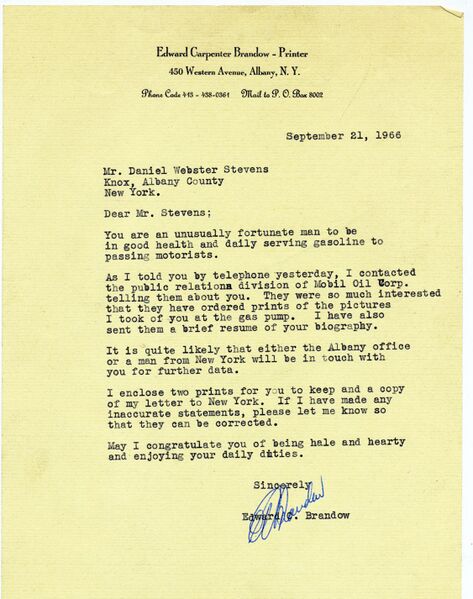 Edward Carpenter Brandow - Printer
450 Western Avenue, Albany, N. Y.
Phone Code 413 - 438-0361 Mail to P. O. Box 8002
September 21, 1966
Mr. Daniel Webster Stevens
Knox, Albany County
New York.
Dear Mr. Stevens;
You are an unusually fortunate man to be
in good health and daily serving gasoline to
passing motorists.
As I told you by telephone yesterday, I contacted
the public relation division of Mobil Oil Corp.
telling them about you. They were so much interested
that they have ordered prints of the pictures
I took of you at the gas pump. I have also
sent them a brief resume of your biography.
It is quite likely that either the Albany office
or a man from New York will be in touch with
you for further data.
I enclose two prints for you to keep and a copy
of my letter to New York. If I have made any
inaccurate statements, please let me know so
that they can be corrected.
May I congratulate you of being hale and hearty
and enjoying your daily duties.
Sincerely
ECBrandow
Edward C. Brandow